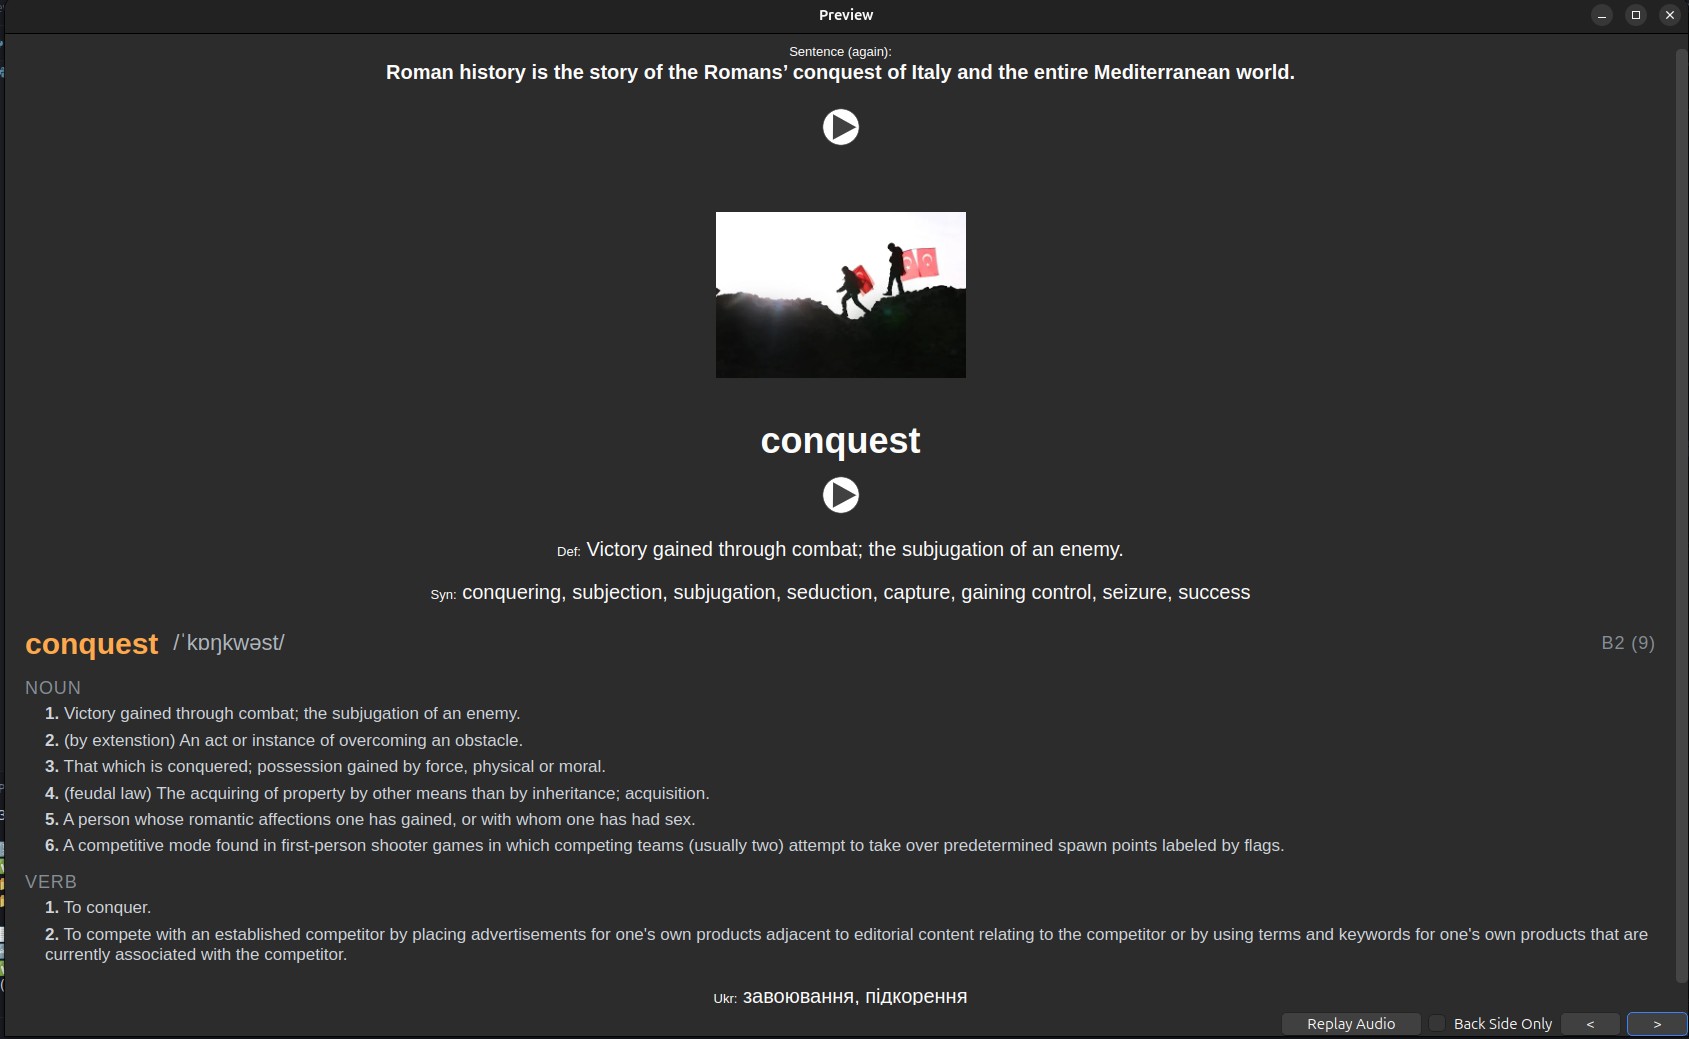 Preview
Sentence (again):
Roman history is the story of the Romans’ conquest of Italy and the entire Mediterranean world.
conquest
Def: Victory gained through combat; the subjugation of an enemy.
Syn: conquering, subjection, subjugation, seduction, capture, gaining control, seizure, success
conquest /ˈkɒŋkwəst/ B2 (9)
NOUN
1. Victory gained through combat; the subjugation of an enemy.
2. (by extenstion) An act or instance of overcoming an obstacle.
3. That which is conquered; possession gained by force, physical or moral.
4. (feudal law) The acquiring of property by other means than by inheritance; acquisition.
5. A person whose romantic affections one has gained, or with whom one has had sex.
6. A competitive mode found in first-person shooter games in which competing teams (usually two) attempt to take over predetermined spawn points labeled by flags.
VERB
1. To conquer.
2. To compete with an established competitor by placing advertisements for one's own products adjacent to editorial content relating to the competitor or by using terms and keywords for one's own products that are
currently associated with the competitor.
Ukr: завоювання, підкорення
Replay Audio Back Side Only < >